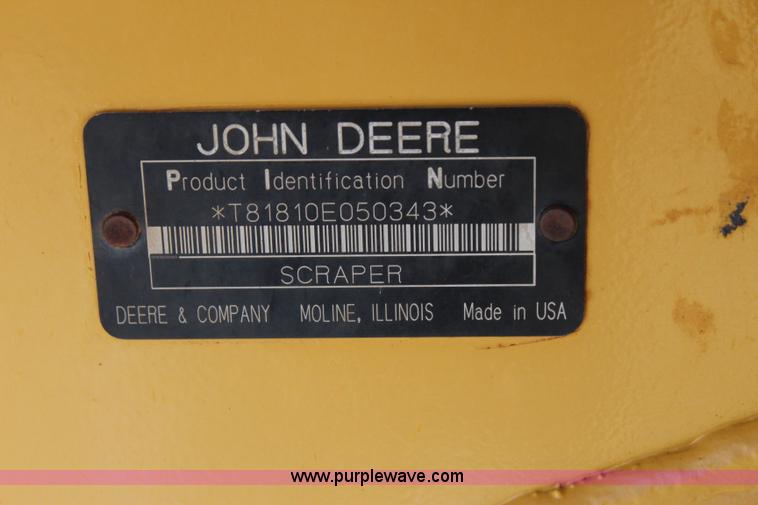 JOHN DEERE
Product Identification Number
*T81810E050343*
SCRAPER
DEERE & COMPANY MOLINE, ILLINOIS Made in USA
www.purplewave.com